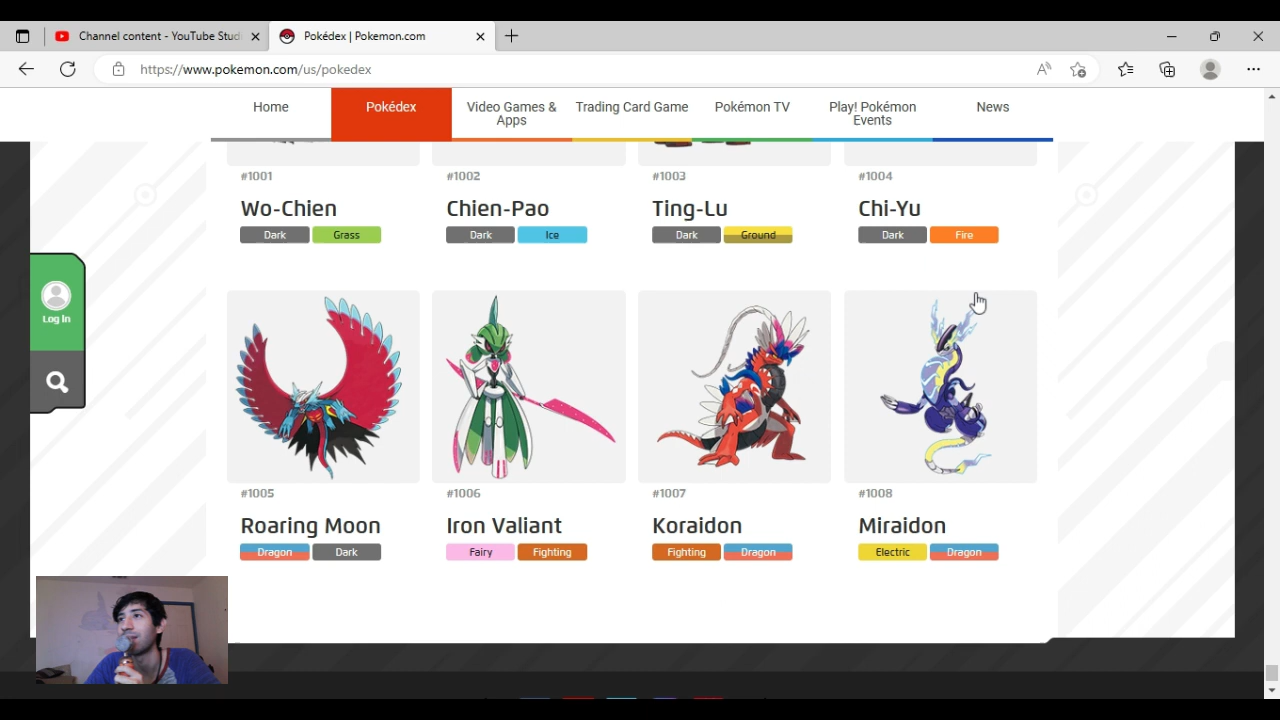 Channel content - YouTube Studi
Pokédex | Pokemon.com
https://www.pokemon.com/us/pokedex
Home
Pokédex
Video Games &
Apps
Trading Card Game
Pokémon TV
Play! Pokémon
Events
News
#1001
#1002
#1003
#1004
Wo-Chien
Chien-Pao
Ting-Lu
Chi-Yu
Dark Grass
Dark Ice
Dark Ground
Dark Fire
Log In
#1005
#1006
#1007
#1008
Roaring Moon
Iron Valiant
Koraidon
Miraidon
Dragon Dark
Fairy Fighting
Fighting Dragon
Electric Dragon